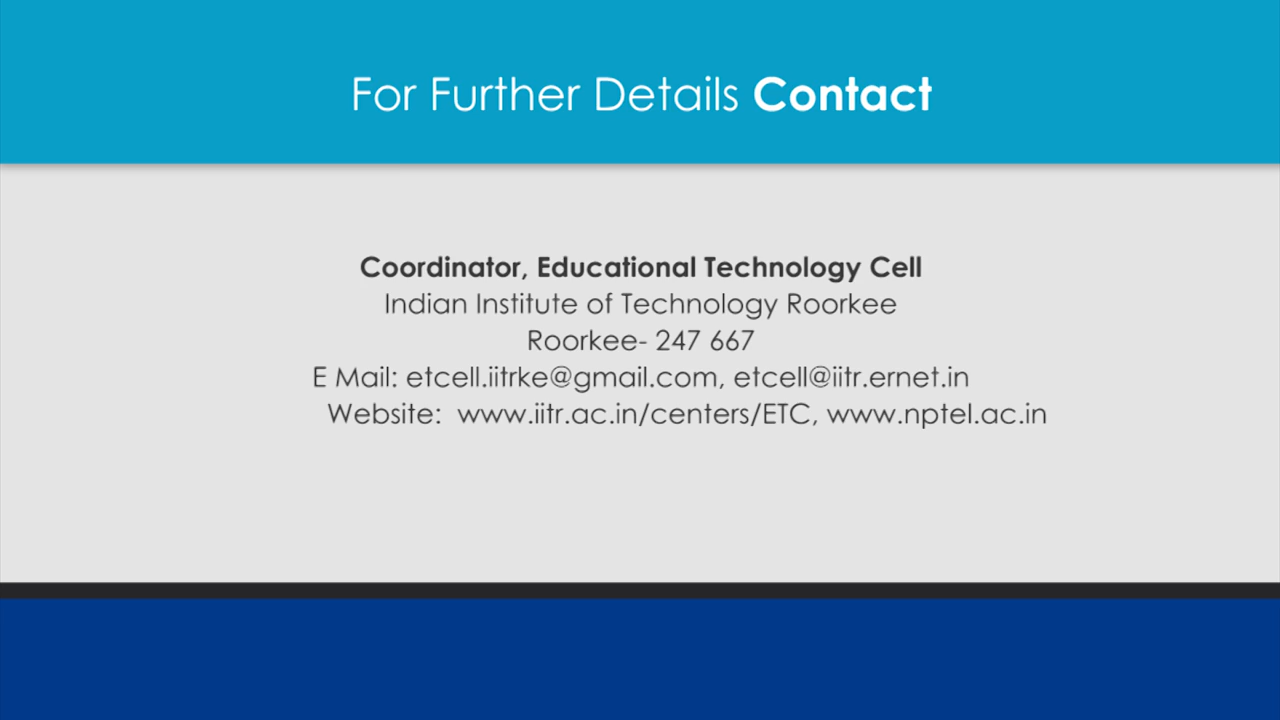 For Further Details Contact
Coordinator, Educational Technology Cell
Indian Institute of Technology Roorkee
Roorkee- 247 667
E Mail: etcell.iitrke@gmail.com, etcell@iitr.ernet.in
Website: www.iitr.ac.in/centers/ETC, www.nptel.ac.in